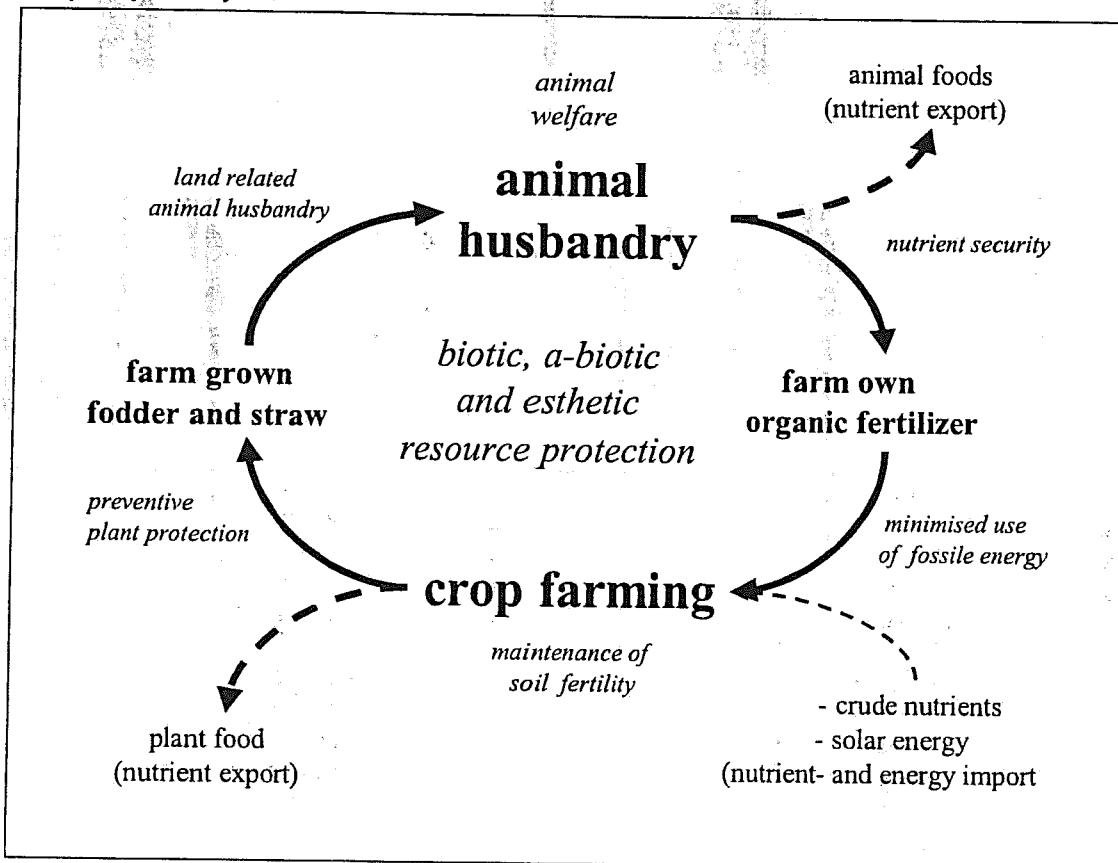 animal
welfare
animal foods
(nutrient export)
land related
animal husbandry
animal
husbandry
nutrient security
biotic, a-biotic
and esthetic
resource protection
farm grown
fodder and straw
farm own
organic fertilizer
preventive
plant protection
minimised use
of fossile energy
crop farming
maintenance of
soil fertility
plant food
(nutrient export)
- crude nutrients
- solar energy
(nutrient- and energy import